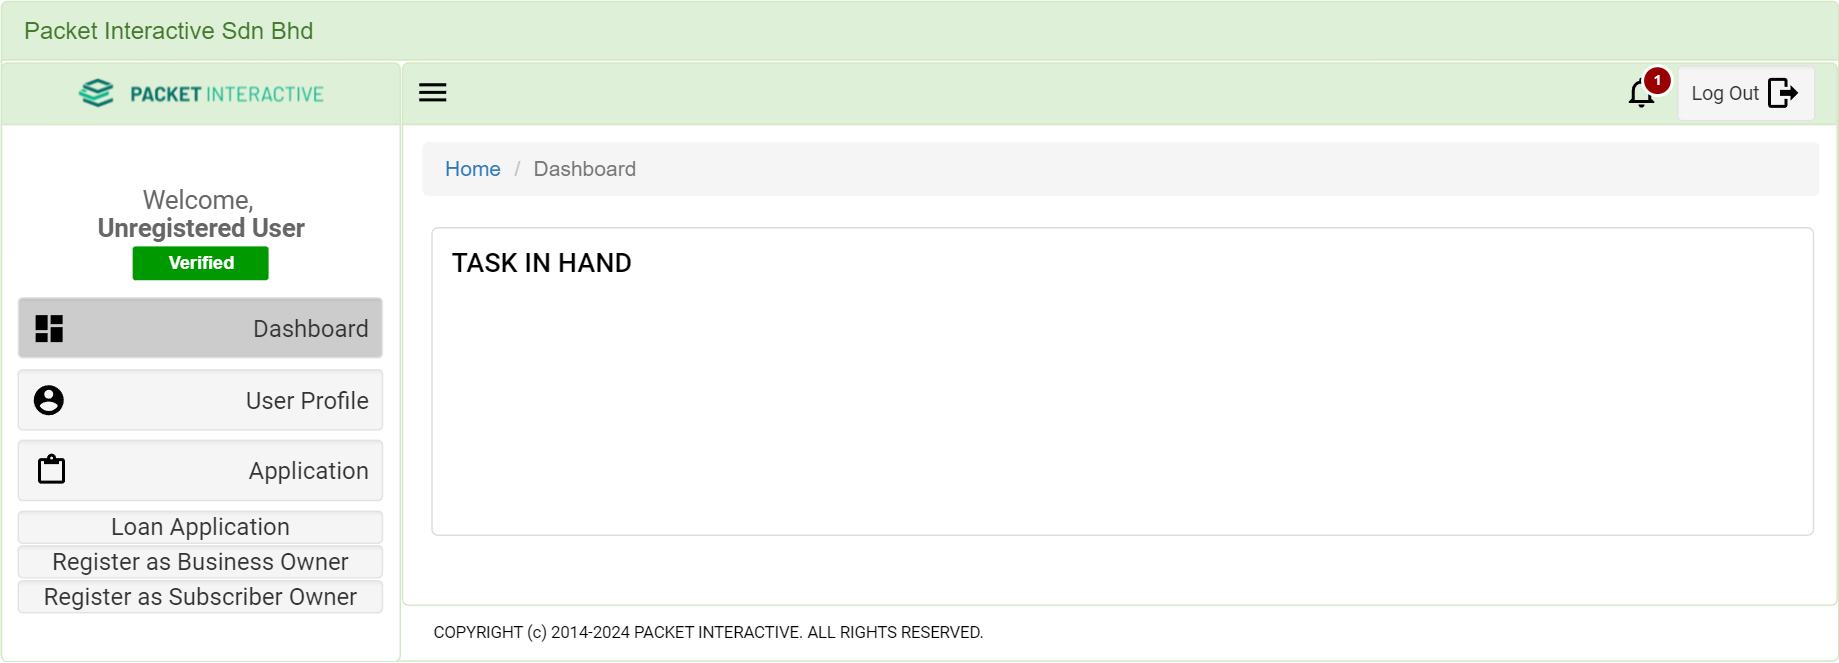 Packet Interactive Sdn Bhd
PACKET INTERACTIVE
1
Log Out
Home / Dashboard
Welcome,
Unregistered User
Verified
Dashboard
User Profile
Application
Loan Application
Register as Business Owner
Register as Subscriber Owner
TASK IN HAND
COPYRIGHT (c) 2014-2024 PACKET INTERACTIVE. ALL RIGHTS RESERVED.